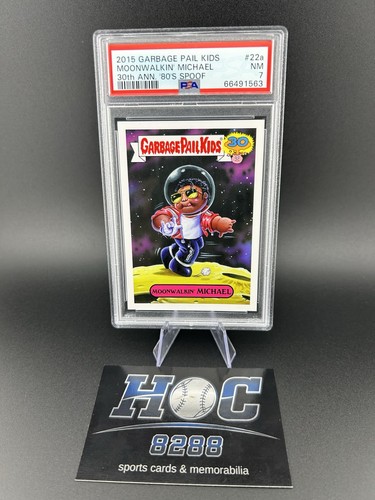 2015 GARBAGE PAIL KIDS #22a
MOONWALKIN' MICHAEL NM
30th ANN. '80'S SPOOF 7
PSA 66491563
GARBAGE PAIL KIDS 30
MOONWALKIN' MICHAEL
HOC
8288
sports cards & memorabilia